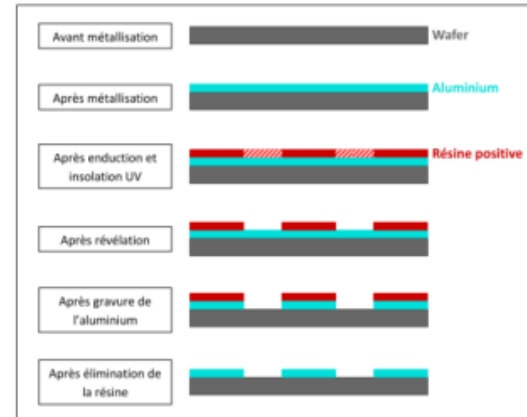 Avant métallisation
Wafer
Après métallisation
Aluminium
Après enduction et
insolation UV
Résine positive
Après révélation
Après gravure de
l'aluminium
Après élimination de
la résine